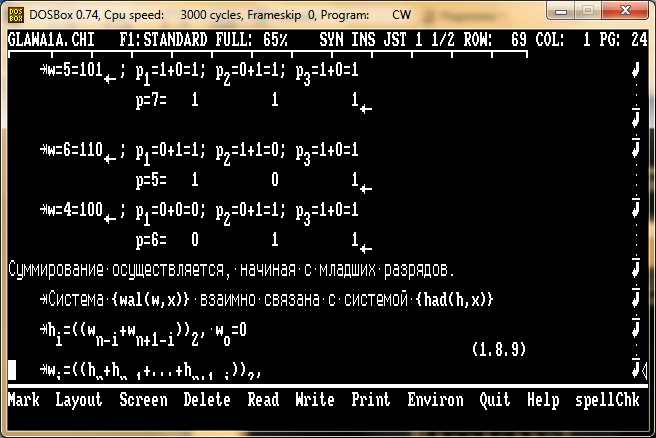 DOSBox 0.74, Cpu speed: 3000 cycles, Frameskip 0, Program: CW
GLAWA1A.CHI F1:STANDARD FULL: 65% SYN INS JST 1 1/2 ROW: 69 COL: 1 PG: 24
*w=5=101←; p₁=1+0=1; p₂=0+1=1; p₃=1+0=1
p=7= 1 1 1←
*w=6=110←; p₁=0+1=1; p₂=1+1=0; p₃=1+0=1
p=5= 1 0 1←
*w=4=100←; p₁=0+0=0; p₂=0+1=1; p₃=1+0=1
p=6= 0 1 1←
Суммирование·осуществляется,·начиная·с·младших·разрядов.
*Система·{wal(w,x)}·взаимно·связана·с·системой·{had(h,x)}
*hᵢ=((wₙ₋ᵢ+wₙ₊₁₋ᵢ))₂,·w₀=0
(1.8.9)
Mark Layout Screen Delete Read Write Print Environ Quit Help spellChk